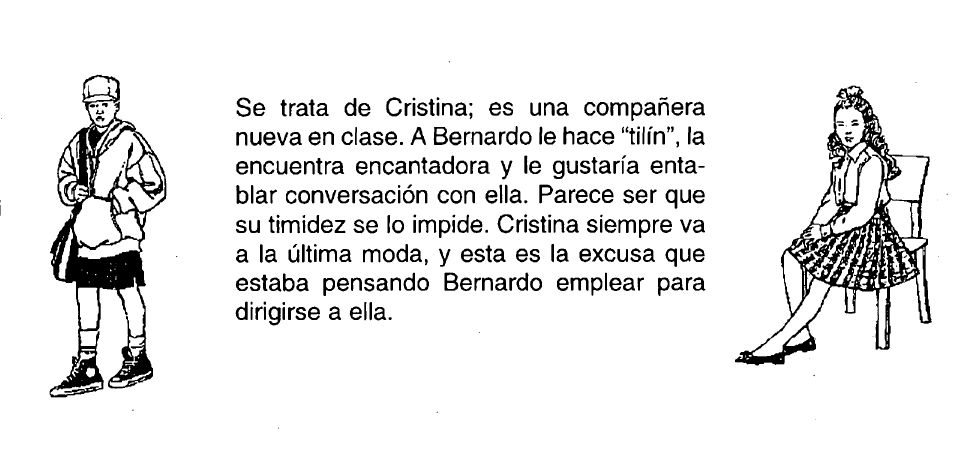 Se trata de Cristina; es una compañera
nueva en clase. A Bernardo le hace “tilín”, la
encuentra encantadora y le gustaría enta-
blar conversación con ella. Parece ser que
su timidez se lo impide. Cristina siempre va
a la última moda, y esta es la excusa que
estaba pensando Bernardo emplear para
dirigirse a ella.